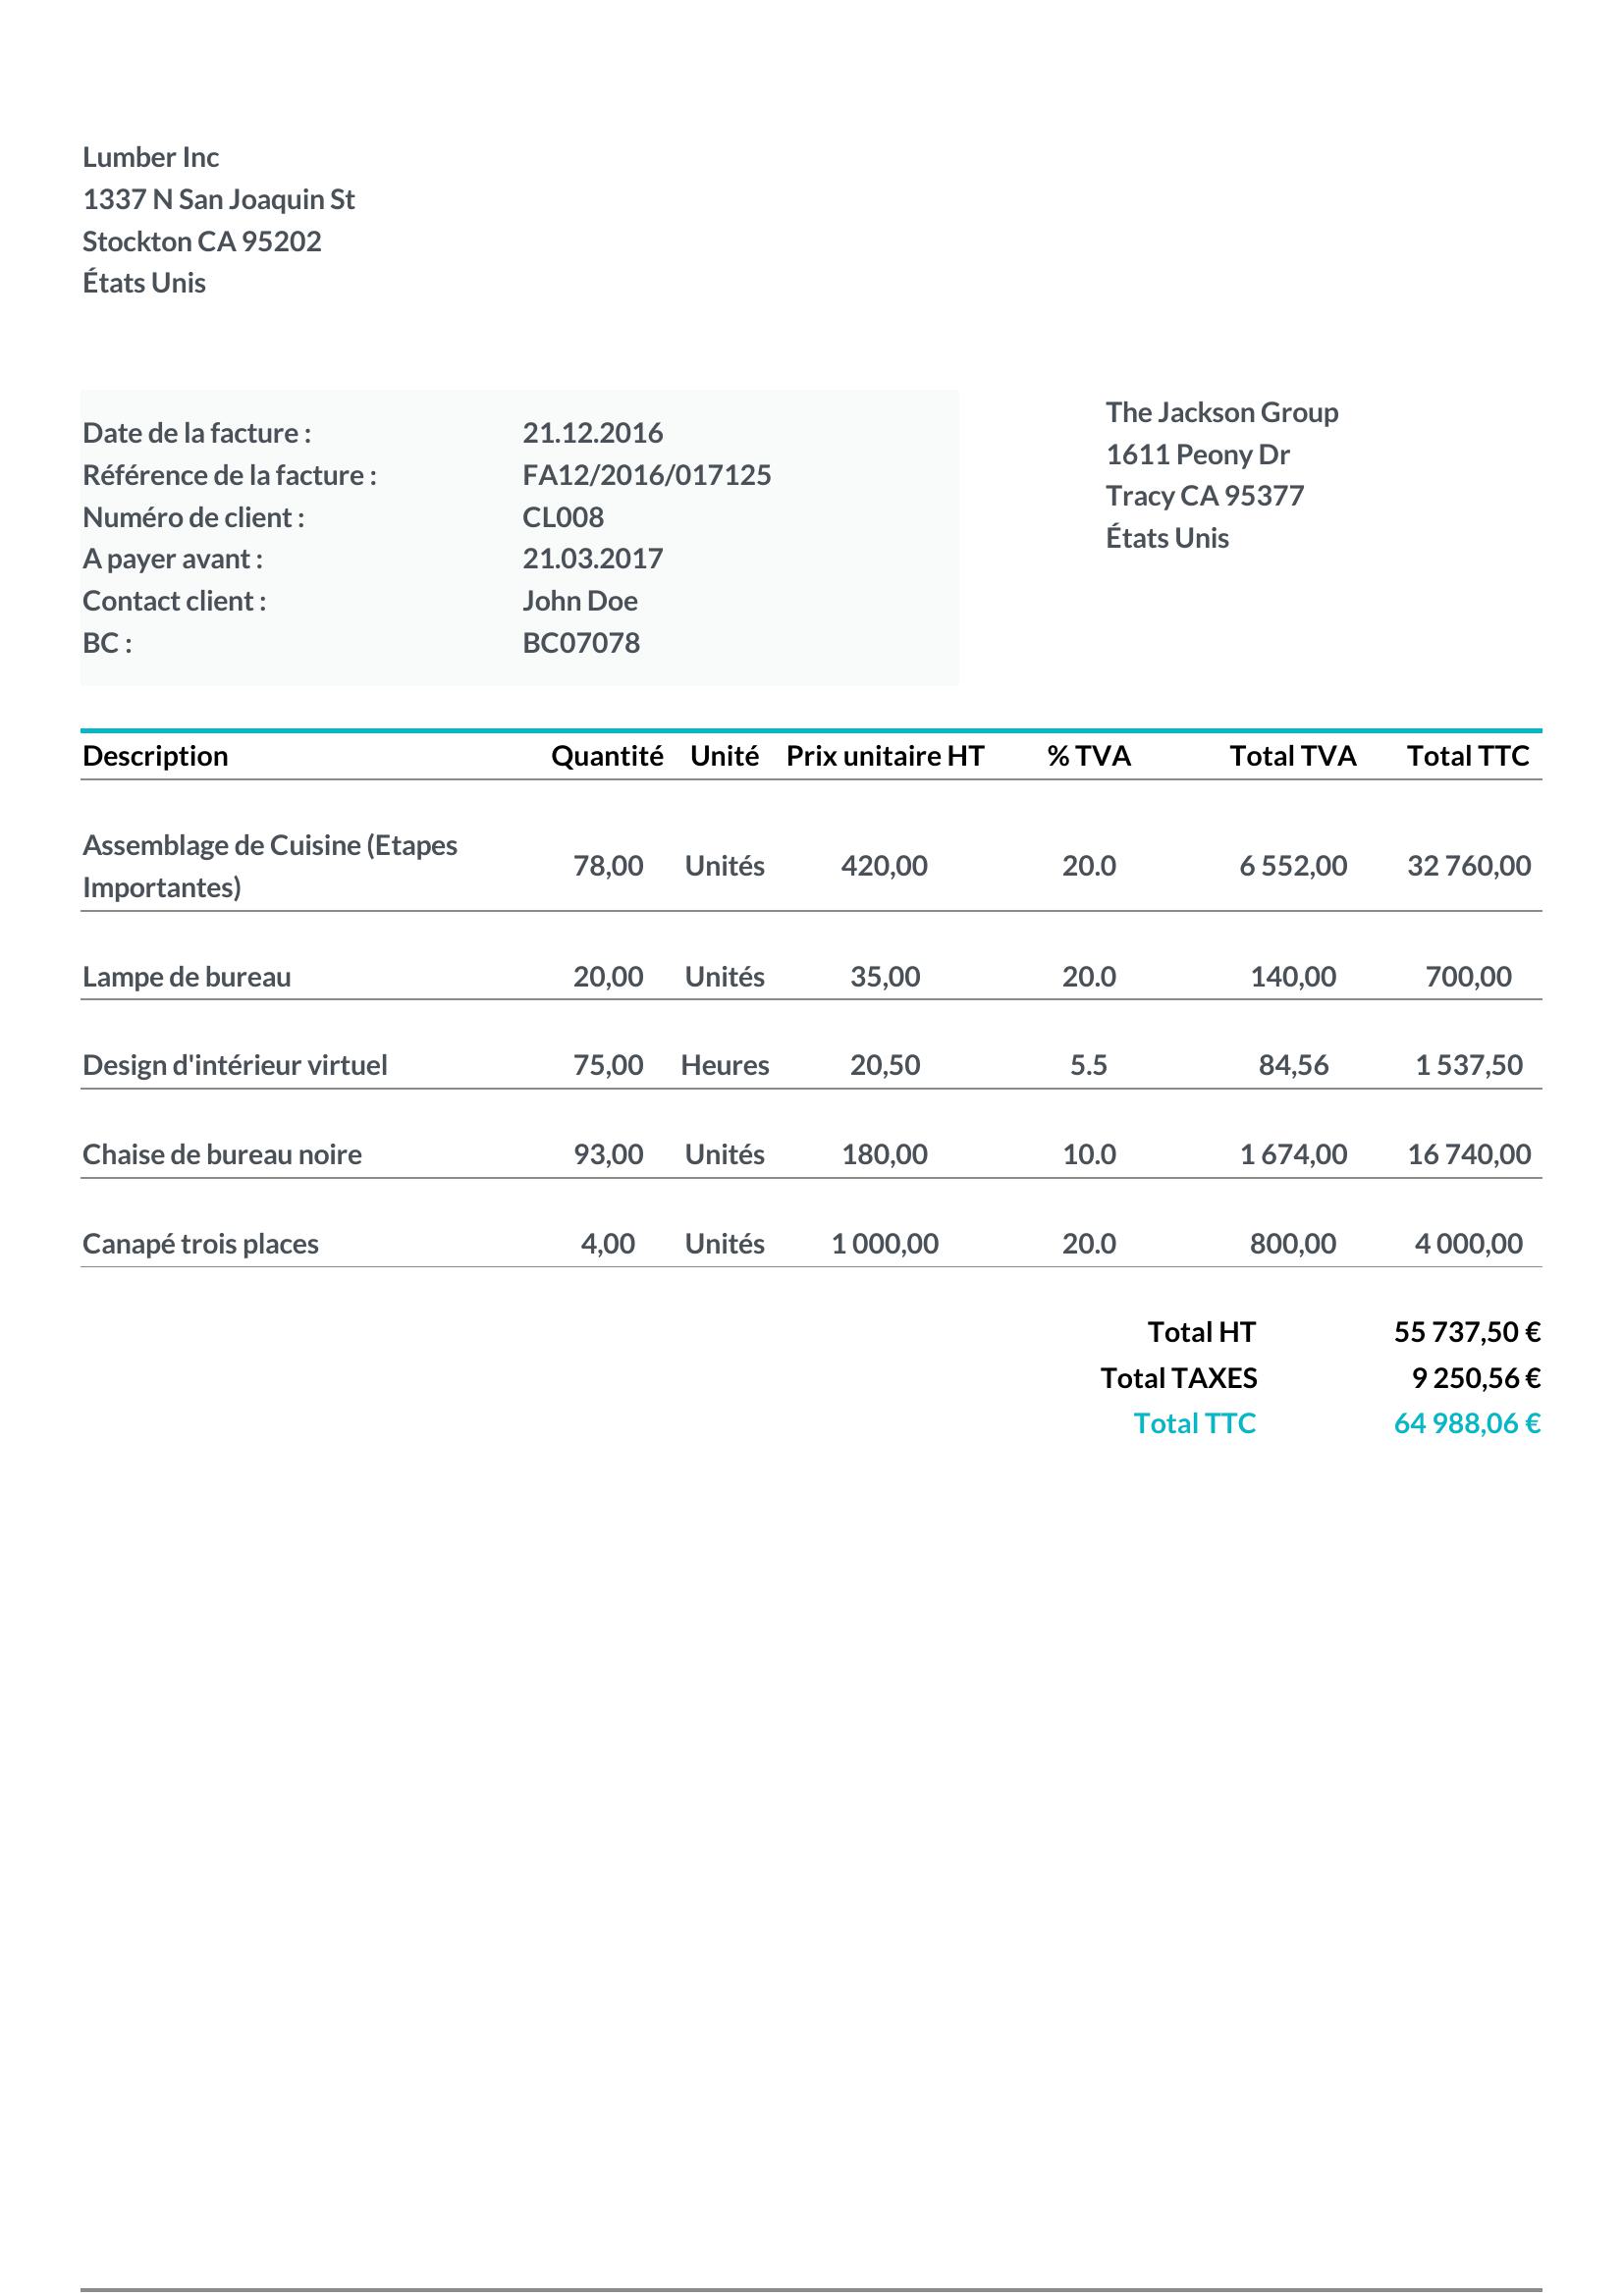 Lumber Inc
1337 N San Joaquin St
Stockton CA 95202
États Unis
Date de la facture : 21.12.2016
Référence de la facture : FA12/2016/017125
Numéro de client : CL008
A payer avant : 21.03.2017
Contact client : John Doe
BC : BC07078
The Jackson Group
1611 Peony Dr
Tracy CA 95377
États Unis
Description Quantité Unité Prix unitaire HT % TVA Total TVA Total TTC
Assemblage de Cuisine (Etapes
Importantes) 78,00 Unités 420,00 20.0 6 552,00 32 760,00
Lampe de bureau 20,00 Unités 35,00 20.0 140,00 700,00
Design d'intérieur virtuel 75,00 Heures 20,50 5.5 84,56 1 537,50
Chaise de bureau noire 93,00 Unités 180,00 10.0 1 674,00 16 740,00
Canapé trois places 4,00 Unités 1 000,00 20.0 800,00 4 000,00
Total HT 55 737,50 €
Total TAXES 9 250,56 €
Total TTC 64 988,06 €